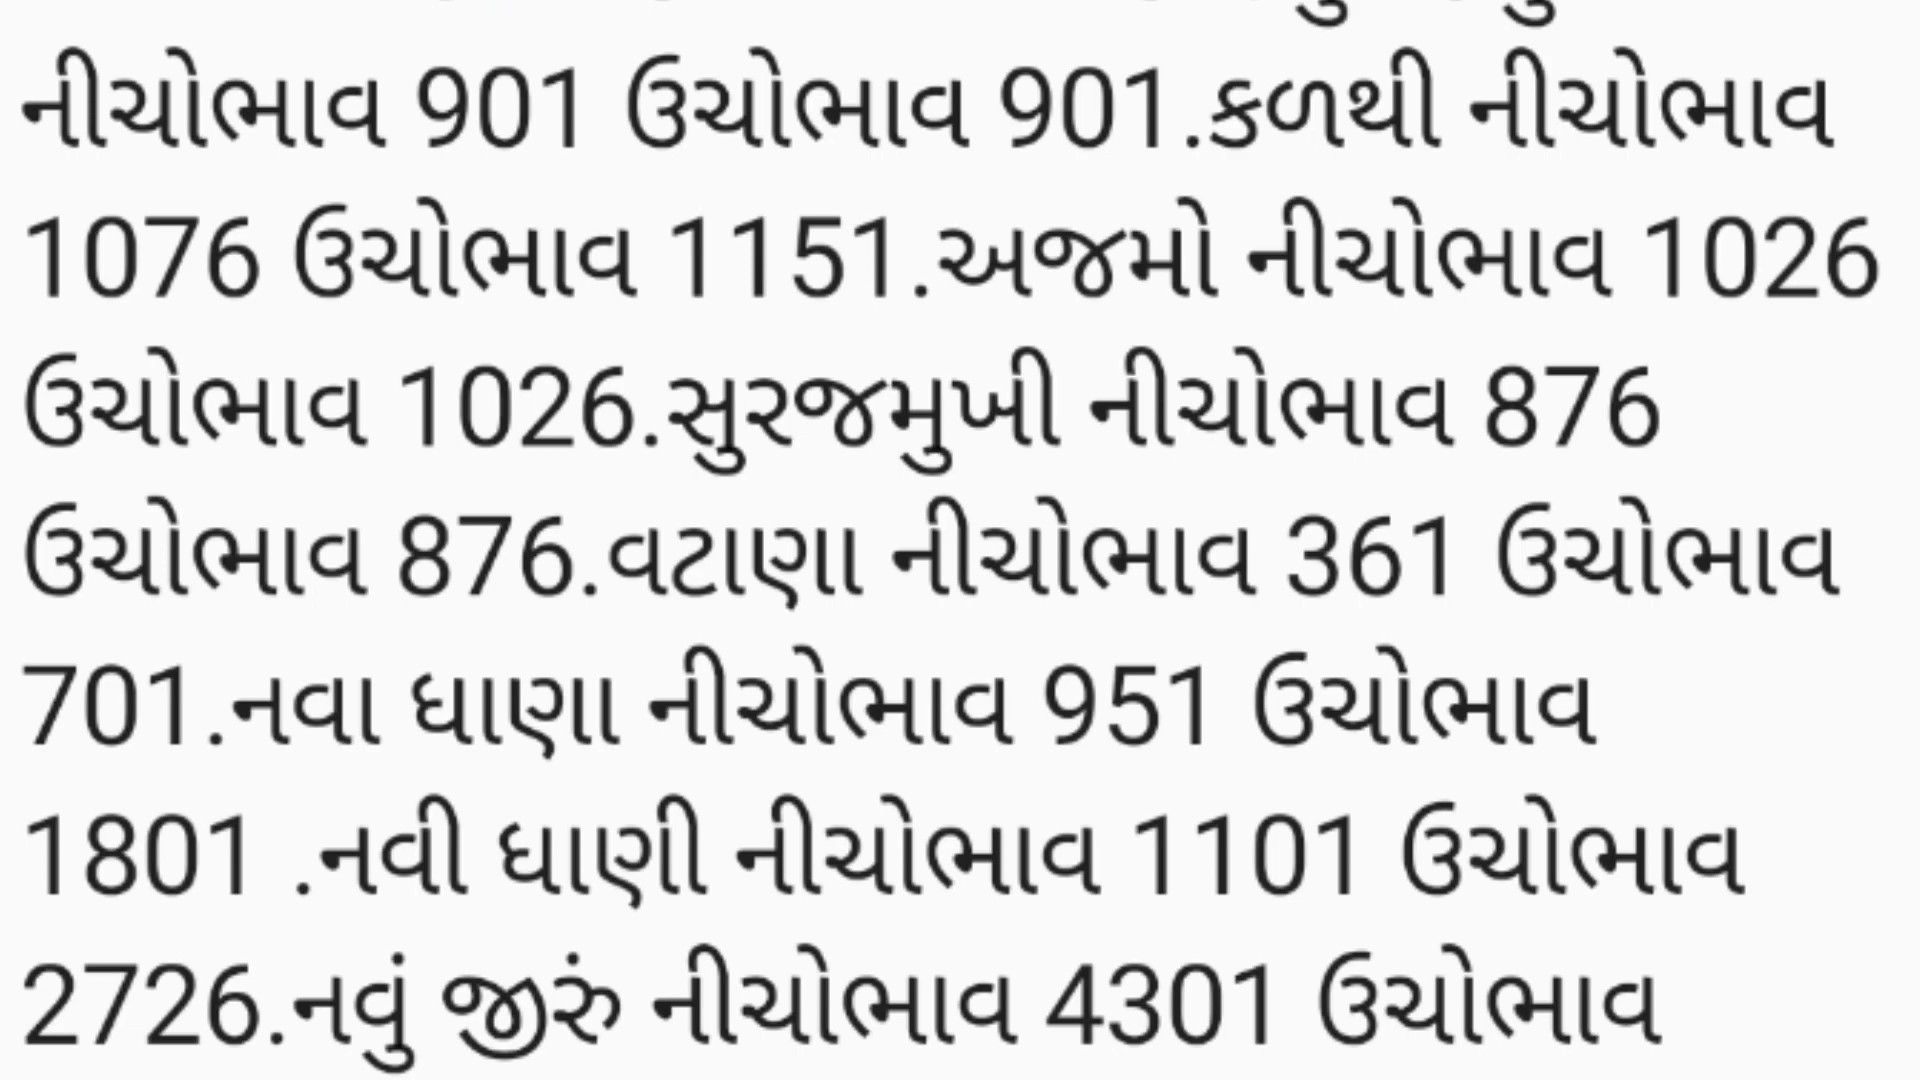 નીચોભાવ 901 ઉચોભાવ 901.કળથી નીચોભાવ
1076 ઉચોભાવ 1151.અજમો નીચોભાવ 1026
ઉચોભાવ 1026.સુરજમુખી નીચોભાવ 876
ઉચોભાવ 876.વટાણા નીચોભાવ 361 ઉચોભાવ
701.નવા ધાણા નીચોભાવ 951 ઉચોભાવ
1801 .નવી ધાણી નીચોભાવ 1101 ઉચોભાવ
2726.નવું જીરું નીચોભાવ 4301 ઉચોભાવ